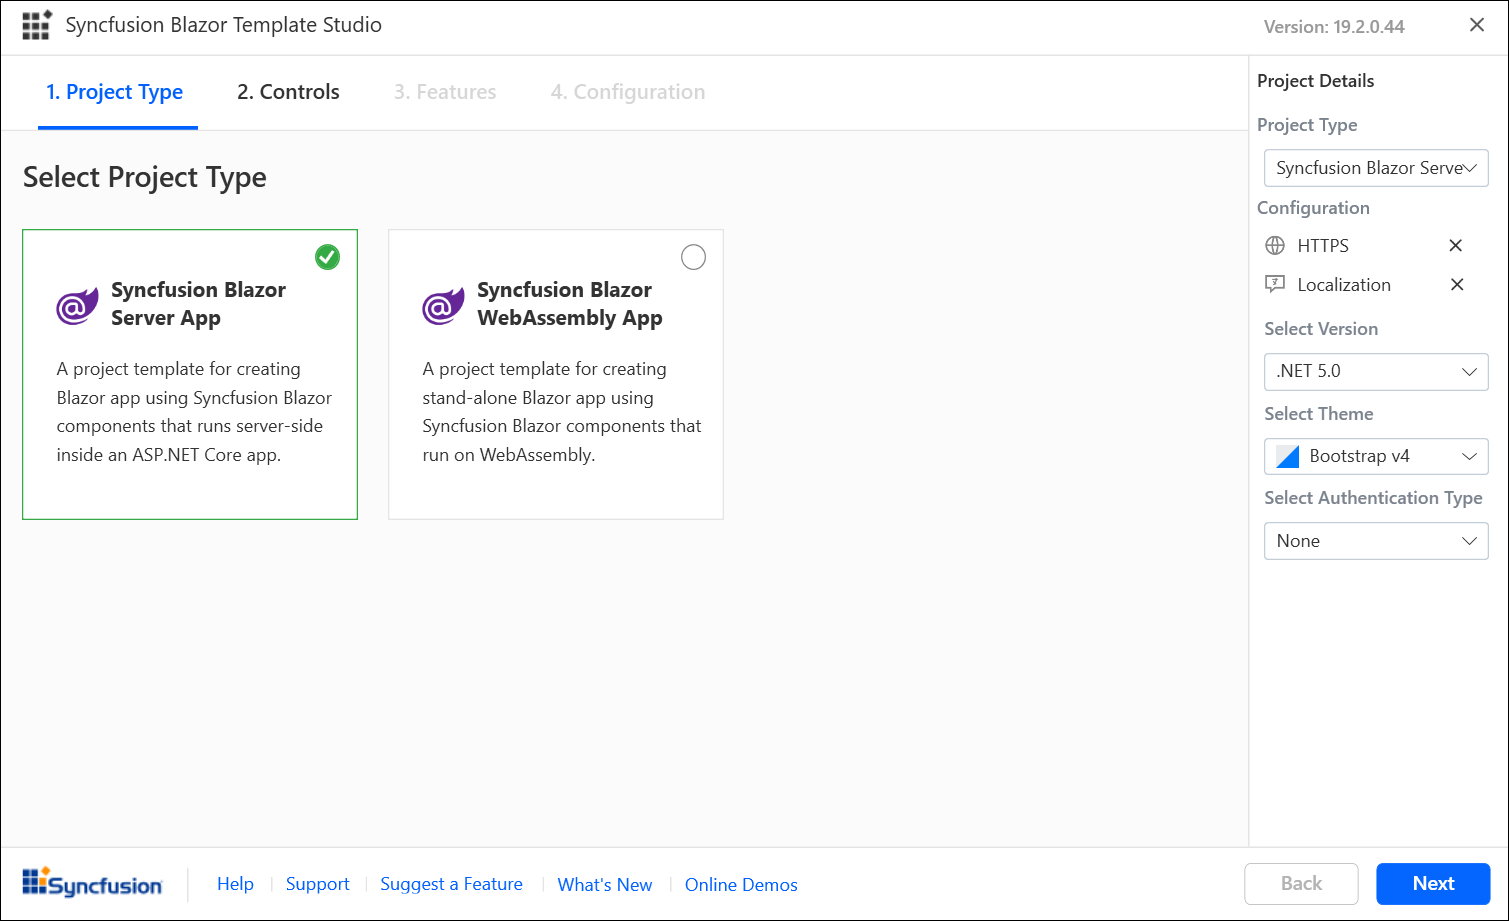 Syncfusion Blazor Template Studio
Version: 19.2.0.44
1. Project Type
2. Controls
3. Features
4. Configuration
Select Project Type
Syncfusion Blazor
Server App
A project template for creating
Blazor app using Syncfusion Blazor
components that runs server-side
inside an ASP.NET Core app.
Syncfusion Blazor
WebAssembly App
A project template for creating
stand-alone Blazor app using
Syncfusion Blazor components that
run on WebAssembly.
Project Details
Project Type
Syncfusion Blazor Serve
Configuration
HTTPS
Localization
Select Version
.NET 5.0
Select Theme
Bootstrap v4
Select Authentication Type
None
Syncfusion
Help
Support
Suggest a Feature
What's New
Online Demos
Back
Next